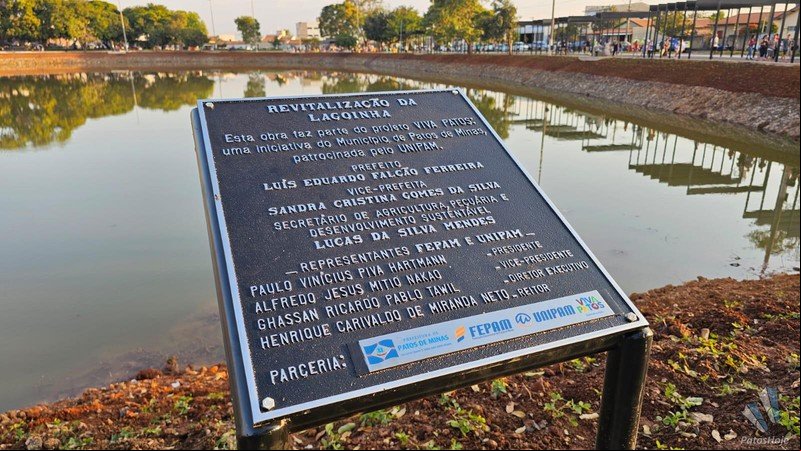 REVITALIZAÇÃO DA
LAGOINHA
Esta obra faz parte do projeto VIVA PATOS,
uma iniciativa do Município de Patos de Minas,
patrocinada pelo UNIPAM.
PREFEITO
LUÍS EDUARDO FALCÃO FERREIRA
VICE-PREFEITA
SANDRA CRISTINA GOMES DA SILVA
SECRETÁRIO DE AGRICULTURA, PECUÁRIA E
DESENVOLVIMENTO SUSTENTÁVEL
LUCAS DA SILVA MENDES
— REPRESENTANTES FEPAM E UNIPAM —
PAULO VINÍCIUS PIVA HARTMANN - PRESIDENTE
ALFREDO JESUS MITIO NAKAO - VICE-PRESIDENTE
GHASSAN RICARDO PABLO TAWIL - DIRETOR EXECUTIVO
HENRIQUE CARIVALDO DE MIRANDA NETO - REITOR
PARCERIA:
PREFEITURA DE
PATOS DE MINAS
FEPAM
UNIPAM
VIVA
PATOS
PatosHoje